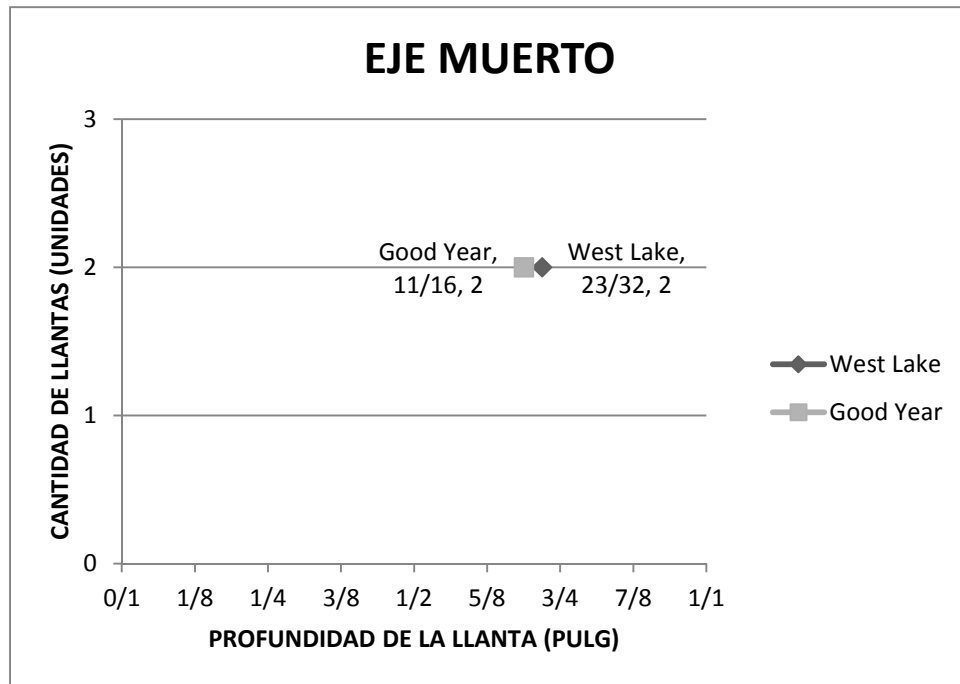 EJE MUERTO
CANTIDAD DE LLANTAS (UNIDADES)
3
2
1
0
Good Year,
11/16, 2
West Lake,
23/32, 2
West Lake
Good Year
0/1 1/8 1/4 3/8 1/2 5/8 3/4 7/8 1/1
PROFUNDIDAD DE LA LLANTA (PULG)